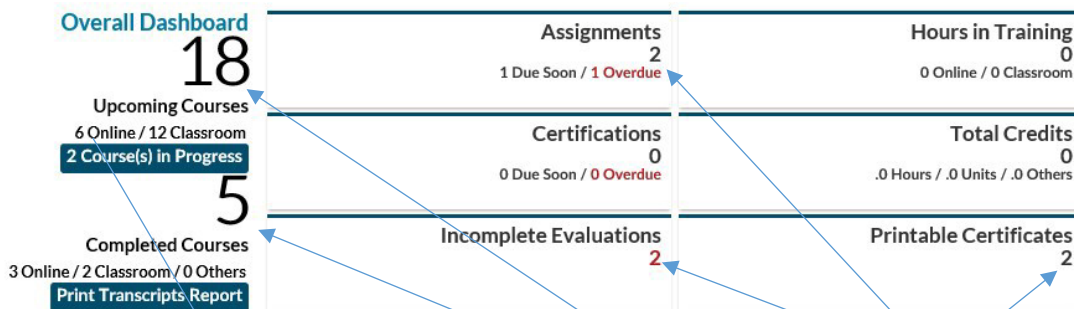 Overall Dashboard
18
Upcoming Courses
6 Online / 12 Classroom
2 Course(s) in Progress
5
Completed Courses
3 Online / 2 Classroom / 0 Others
Print Transcripts Report
Assignments
2
1 Due Soon / 1 Overdue
Hours in Training
0
0 Online / 0 Classroom
Certifications
0
0 Due Soon / 0 Overdue
Total Credits
0
.0 Hours / .0 Units / .0 Others
Incomplete Evaluations
2
Printable Certificates
2